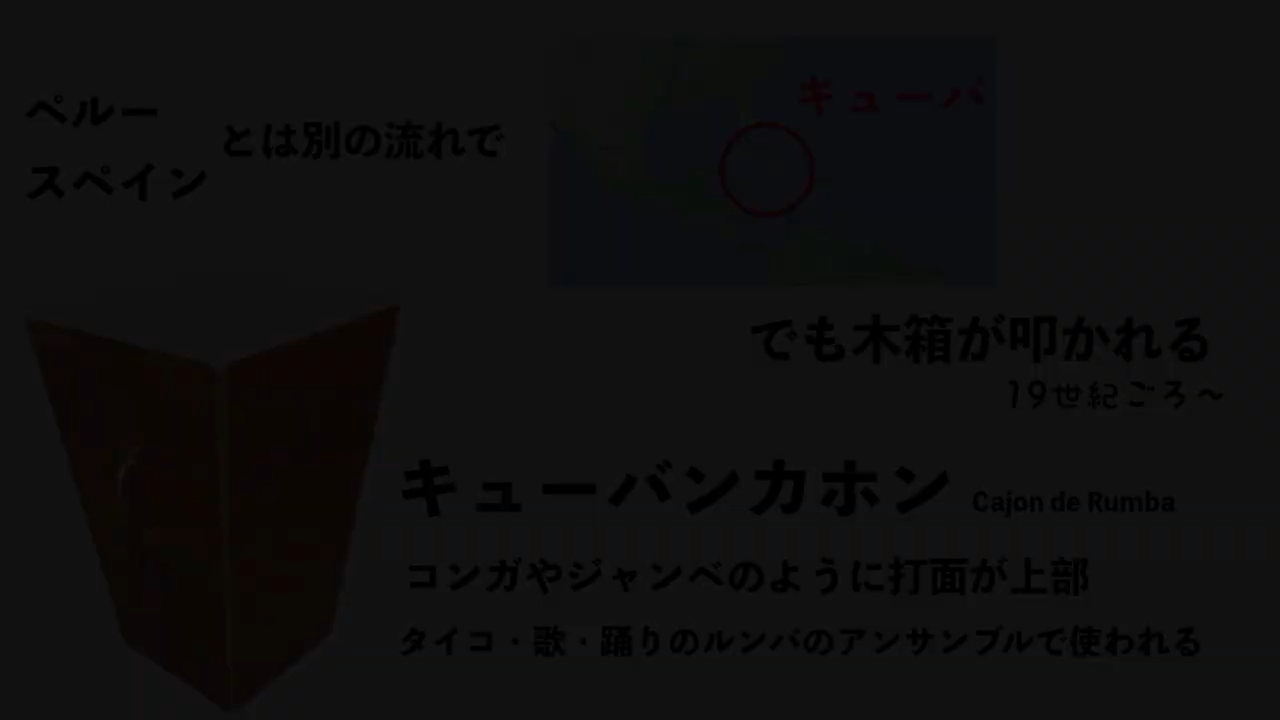 ペルー
スペイン
とは別の流れで
キューバ
でも木箱が叩かれる
19世紀ごろ～
キューバンカホン Cajon de Rumba
コンガやジャンベのように打面が上部
タイコ・歌・踊りのルンバのアンサンブルで使われる